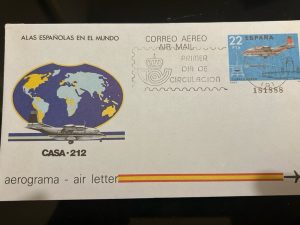 ALAS ESPAÑOLAS EN EL MUNDO
CORREO AEREO
AIR MAIL
22
ESPAÑA
PRIMER
DIA DE
CIRCULACION
CASA-212
aerograma - air letter